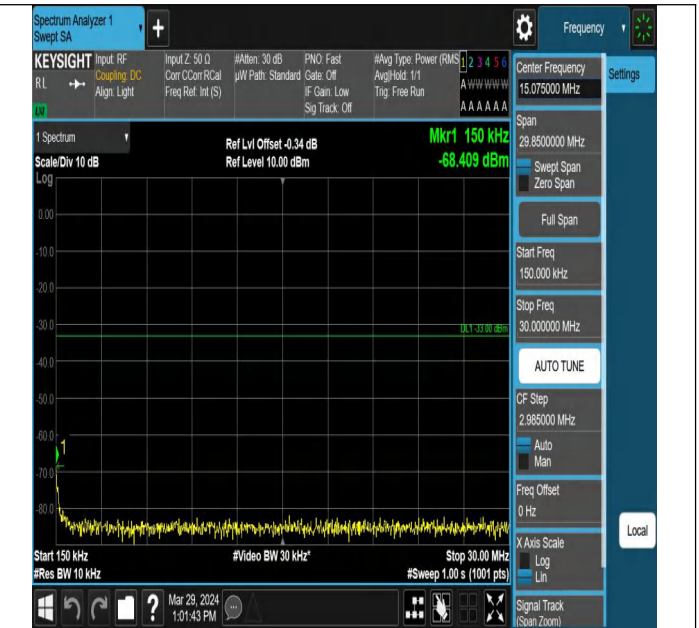 Spectrum Analyzer 1
Swept SA
+
Frequency
KEYSIGHT
RL
LXI
Input: RF
Coupling: DC
Align: Light
Input Z: 50 Ω
Corr CCorr RCal
Freq Ref: Int (S)
#Atten: 30 dB
µW Path: Standard
PNO: Fast
Gate: Off
IF Gain: Low
Sig Track: Off
#Avg Type: Power (RMS
Avg|Hold: 1/1
Trig: Free Run
1 2 3 4 5 6
A W W W W W
A A A A A A
1 Spectrum
Scale/Div 10 dB
Log
Ref Lvl Offset -0.34 dB
Ref Level 10.00 dBm
Mkr1 150 kHz
-68.409 dBm
0.00
-10.0
-20.0
-30.0
DL1 -33.00 dBm
-40.0
-50.0
-60.0
1
-70.0
-80.0
Start 150 kHz
#Res BW 10 kHz
#Video BW 30 kHz*
Stop 30.00 MHz
#Sweep 1.00 s (1001 pts)
Center Frequency
15.075000 MHz
Settings
Span
29.8500000 MHz
Swept Span
Zero Span
Full Span
Start Freq
150.000 kHz
Stop Freq
30.000000 MHz
AUTO TUNE
CF Step
2.985000 MHz
Auto
Man
Freq Offset
0 Hz
X Axis Scale
Log
Lin
Local
Signal Track
(Span Zoom)
?
Mar 29, 2024
1:01:43 PM